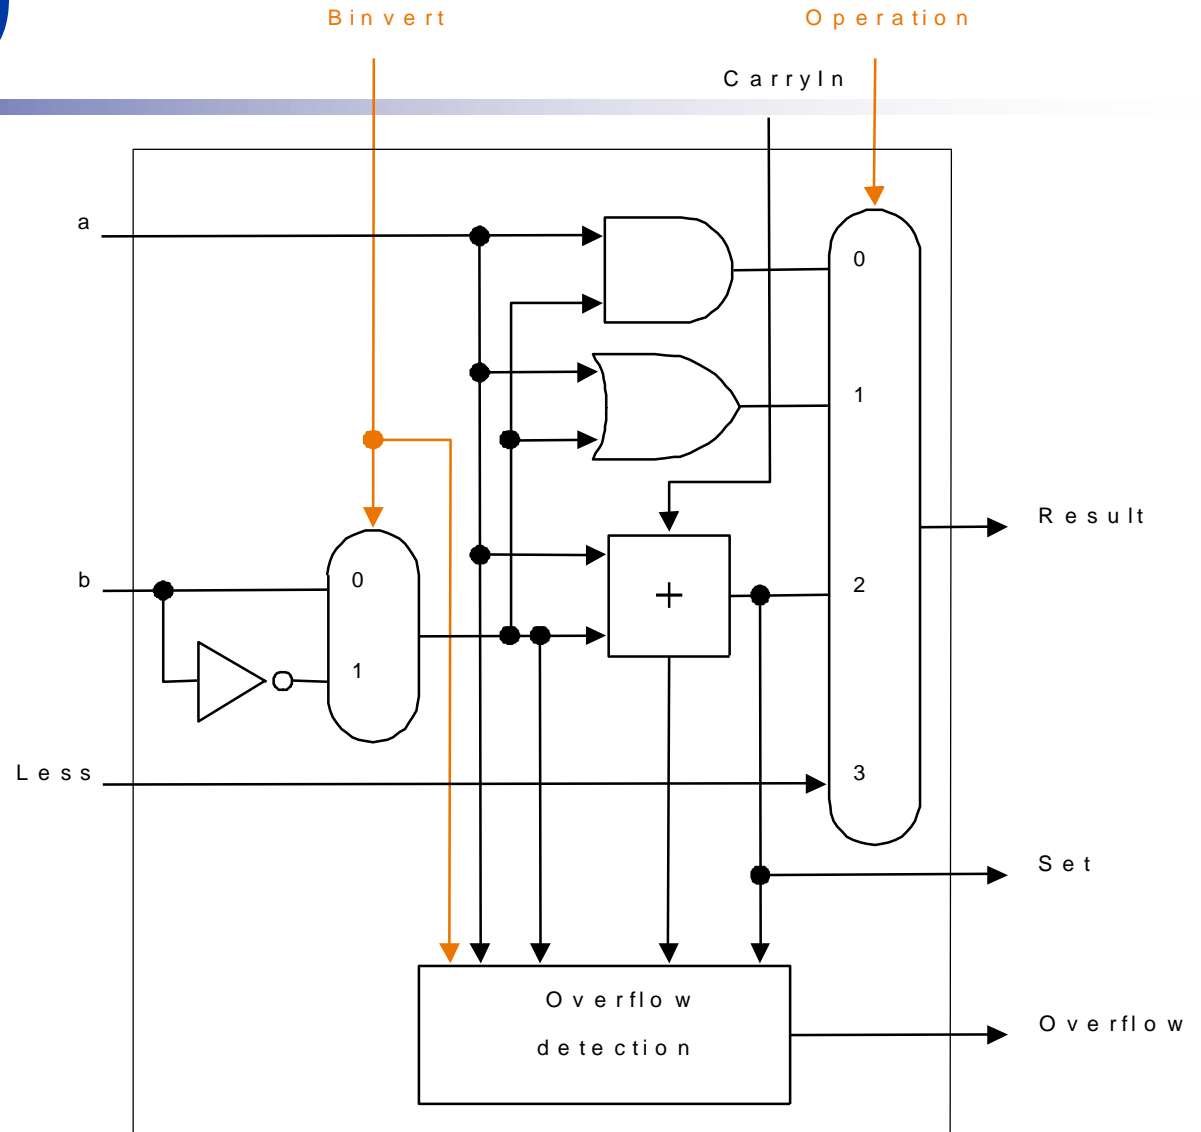 Binvert
Operation
CarryIn
a
0
1
Result
b
0
+
2
1
Less
3
Set
Overflow
detection
Overflow